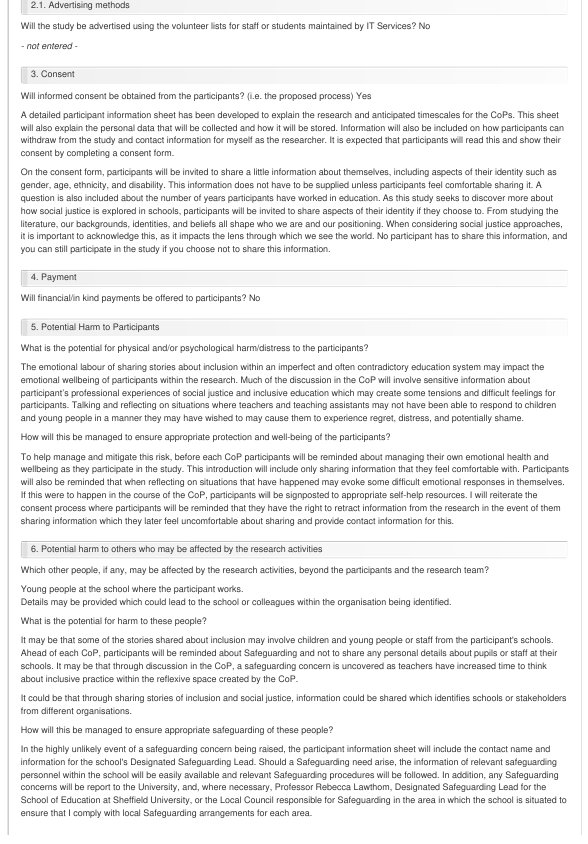 2.1. Advertising methods
Will the study be advertised using the volunteer lists for staff or students maintained by IT Services? No
- not entered -
3. Consent
Will informed consent be obtained from the participants? (i.e. the proposed process) Yes
A detailed participant information sheet has been developed to explain the research and anticipated timescales for the CoPs. This sheet
will also explain the personal data that will be collected and how it will be stored. Information will also be included on how participants can
withdraw from the study and contact information for myself as the researcher. It is expected that participants will read this and show their
consent by completing a consent form.
On the consent form, participants will be invited to share a little information about themselves, including aspects of their identity such as
gender, age, ethnicity, and disability. This information does not have to be supplied unless participants feel comfortable sharing it. A
question is also included about the number of years participants have worked in education. As this study seeks to discover more about
how social justice is explored in schools, participants will be invited to share aspects of their identity if they choose to. From studying the
literature, our backgrounds, identities, and beliefs all shape who we are and our positioning. When considering social justice approaches,
it is important to acknowledge this, as it impacts the lens through which we see the world. No participant has to share this information, and
you can still participate in the study if you choose not to share this information.
4. Payment
Will financial/in kind payments be offered to participants? No
5. Potential Harm to Participants
What is the potential for physical and/or psychological harm/distress to the participants?
The emotional labour of sharing stories about inclusion within an imperfect and often contradictory education system may impact the
emotional wellbeing of participants within the research. Much of the discussion in the CoP will involve sensitive information about
participant's professional experiences of social justice and inclusive education which may create some tensions and difficult feelings for
participants. Talking and reflecting on situations where teachers and teaching assistants may not have been able to respond to children
and young people in a manner they may have wished to may cause them to experience regret, distress, and potentially shame.
How will this be managed to ensure appropriate protection and well-being of the participants?
To help manage and mitigate this risk, before each CoP participants will be reminded about managing their own emotional health and
wellbeing as they participate in the study. This introduction will include only sharing information that they feel comfortable with. Participants
will also be reminded that when reflecting on situations that have happened may evoke some difficult emotional responses in themselves.
If this were to happen in the course of the CoP, participants will be signposted to appropriate self-help resources. I will reiterate the
consent process where participants will be reminded that they have the right to retract information from the research in the event of them
sharing information which they later feel uncomfortable about sharing and provide contact information for this.
6. Potential harm to others who may be affected by the research activities
Which other people, if any, may be affected by the research activities, beyond the participants and the research team?
Young people at the school where the participant works.
Details may be provided which could lead to the school or colleagues within the organisation being identified.
What is the potential for harm to these people?
It may be that some of the stories shared about inclusion may involve children and young people or staff from the participant's schools.
Ahead of each CoP, participants will be reminded about Safeguarding and not to share any personal details about pupils or staff at their
schools. It may be that through discussion in the CoP, a safeguarding concern is uncovered as teachers have increased time to think
about inclusive practice within the reflexive space created by the CoP.
It could be that through sharing stories of inclusion and social justice, information could be shared which identifies schools or stakeholders
from different organisations.
How will this be managed to ensure appropriate safeguarding of these people?
In the highly unlikely event of a safeguarding concern being raised, the participant information sheet will include the contact name and
information for the school's Designated Safeguarding Lead. Should a Safeguarding need arise, the information of relevant safeguarding
personnel within the school will be easily available and relevant Safeguarding procedures will be followed. In addition, any Safeguarding
concerns will be report to the University, and, where necessary, Professor Rebecca Lawthom, Designated Safeguarding Lead for the
School of Education at Sheffield University, or the Local Council responsible for Safeguarding in the area in which the school is situated to
ensure that I comply with local Safeguarding arrangements for each area.